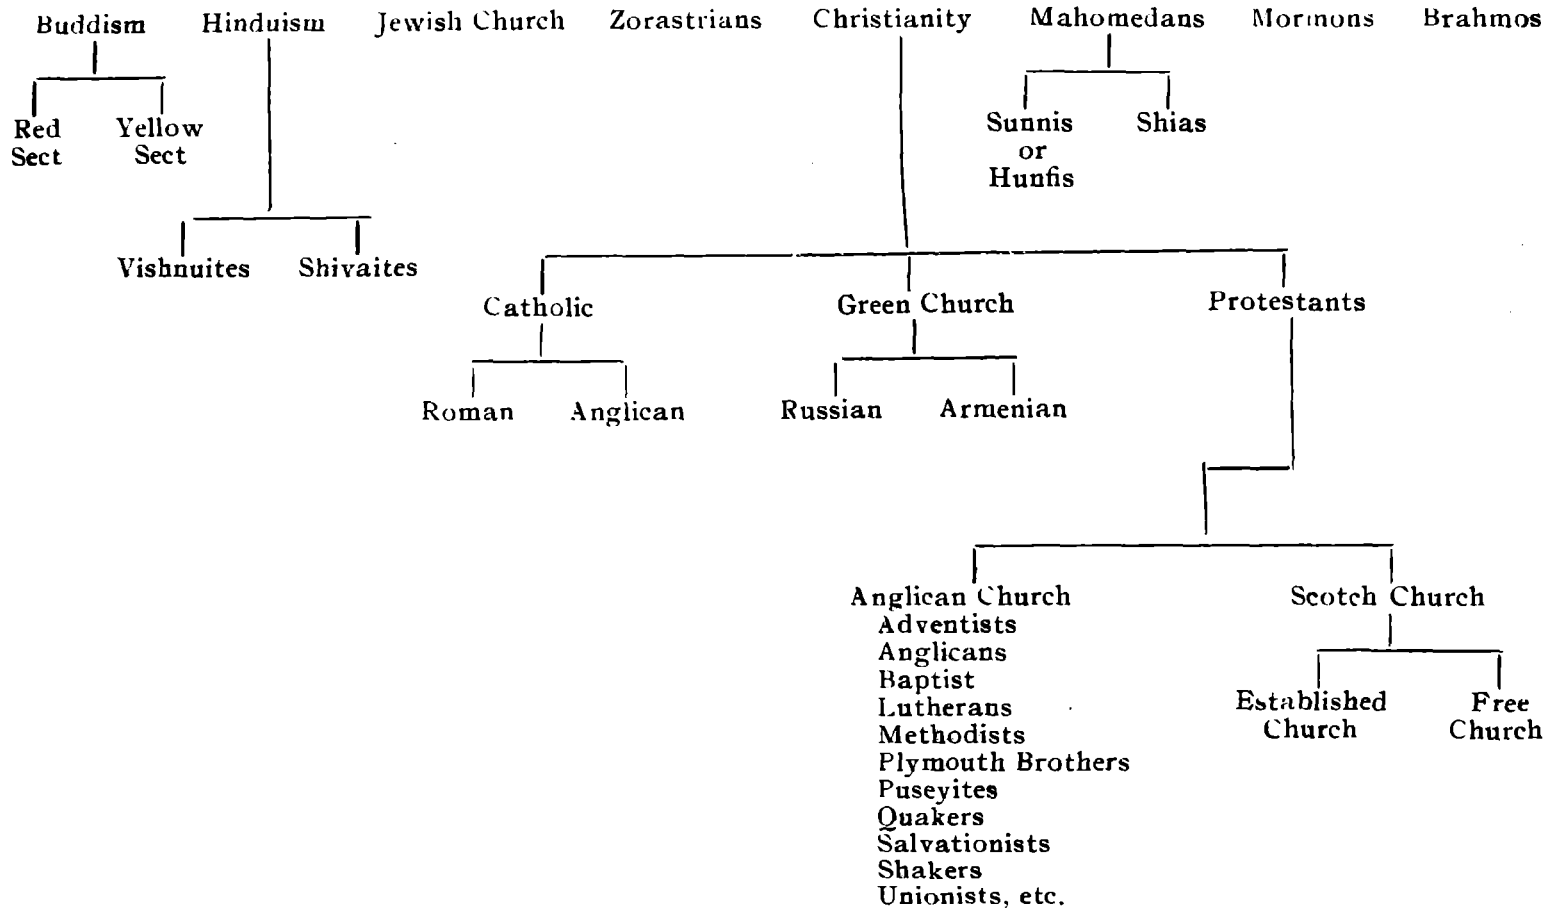 Buddism Hinduism Jewish Church Zorastrians Christianity Mahomedans Mormons Brahmos
Red Sect
Yellow Sect
Sunnis
or
Hunfis
Shias
Vishnuites Shivaites
Catholic Green Church Protestants
Roman Anglican Russian Armenian
Anglican Church
Adventists
Anglicans
Baptist
Lutherans
Methodists
Plymouth Brothers
Puseyites
Quakers
Salvationists
Shakers
Unionists, etc.
Scotch Church
Established
Church
Free
Church